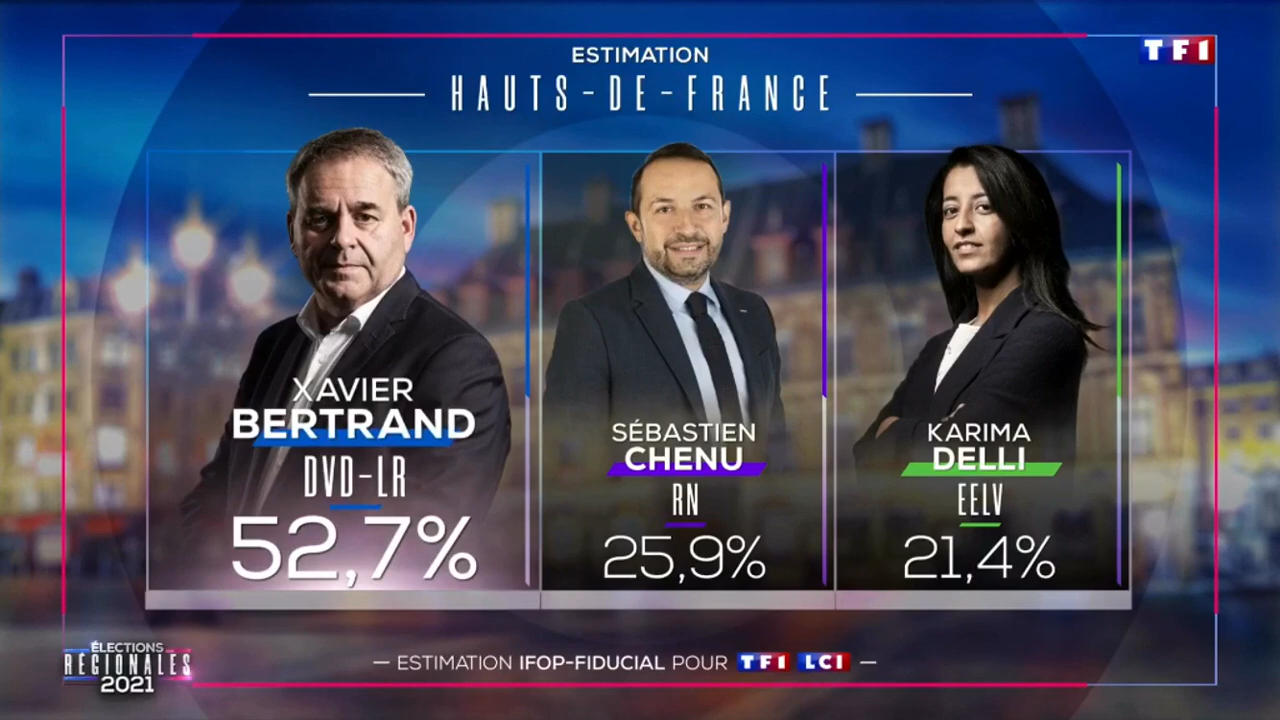 ESTIMATION
HAUTS-DE-FRANCE
TF1
XAVIER
BERTRAND
DVD-LR
52,7%
SÉBASTIEN
CHENU
RN
25,9%
KARIMA
DELLI
EELV
21,4%
ÉLECTIONS
RÉGIONALES
2021
– ESTIMATION IFOP-FIDUCIAL POUR TF1 LCI –